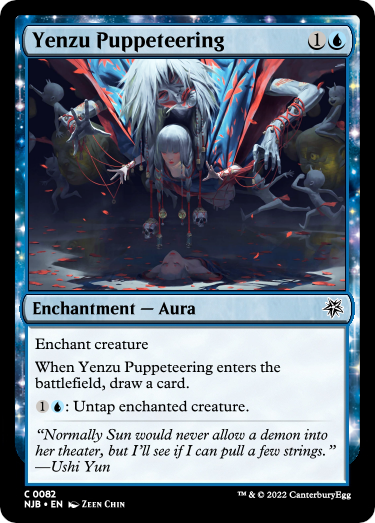 Yenzu Puppeteering 1
Enchantment — Aura
Enchant creature
When Yenzu Puppeteering enters the
battlefield, draw a card.
1 : Untap enchanted creature.
“Normally Sun would never allow a demon into
her theater, but I’ll see if I can pull a few strings.”
—Ushi Yun
C 0082
NJB • EN Zeen Chin
™ & © 2022 CanterburyEgg